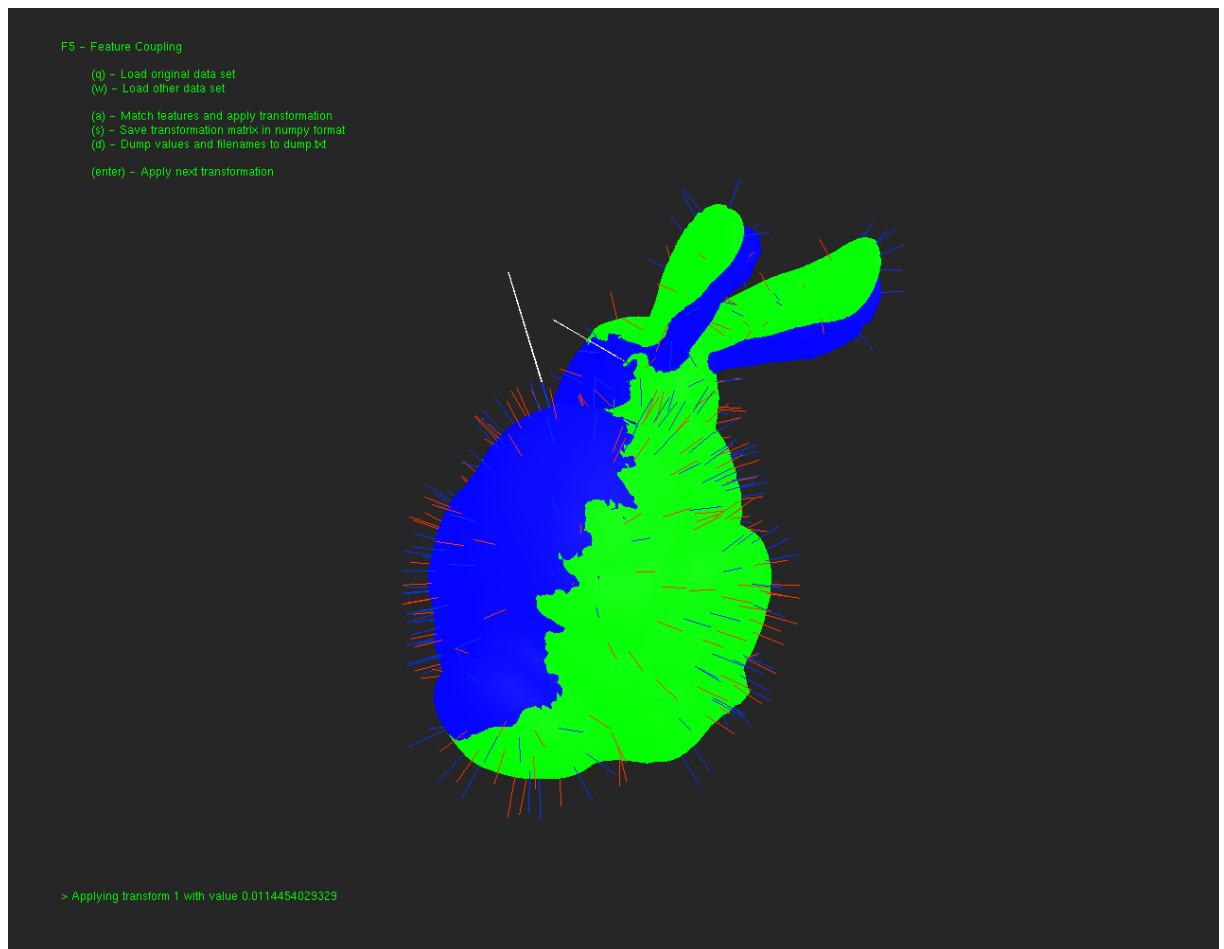 F5 - Feature Coupling
(q) - Load original data set
(w) - Load other data set
(a) - Match features and apply transformation
(s) - Save transformation matrix in numpy format
(d) - Dump values and filenames to dump.txt
(enter) - Apply next transformation
> Applying transform 1 with value 0.0114454029329